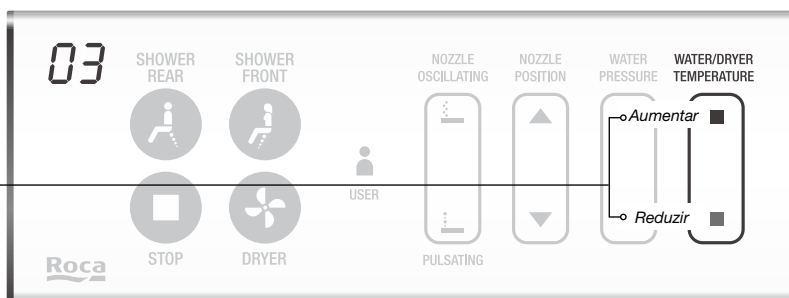 03
SHOWER
REAR
SHOWER
FRONT
NOZZLE
OSCILLATING
NOZZLE
POSITION
WATER
PRESSURE
WATER/DRYER
TEMPERATURE
Aumentar
USER
Reduzir
STOP
DRYER
PULSATING
Roca